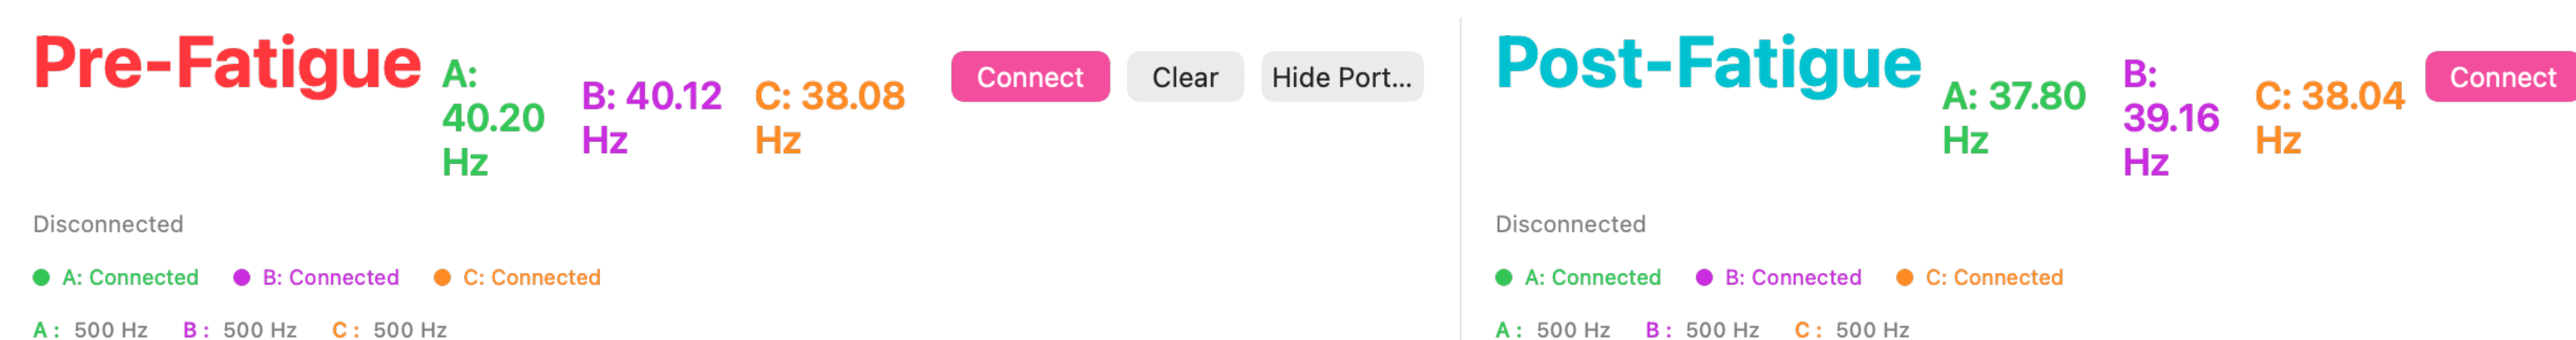 Pre-Fatigue
A:
40.20
Hz
B: 40.12
Hz
C: 38.08
Hz
Connect
Clear
Hide Port...
Disconnected
A: Connected B: Connected C: Connected
A : 500 Hz B : 500 Hz C : 500 Hz
Post-Fatigue
A: 37.80
Hz
B:
39.16
Hz
C: 38.04
Hz
Connect
Disconnected
A: Connected B: Connected C: Connected
A : 500 Hz B : 500 Hz C : 500 Hz